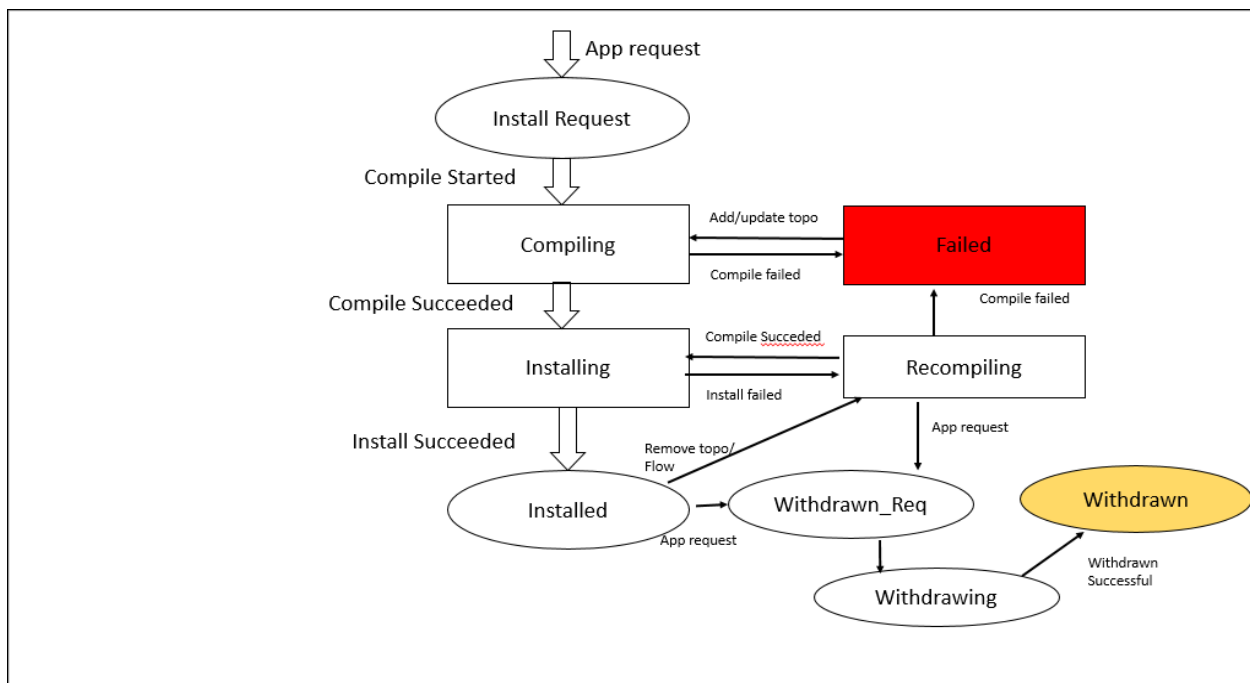 App request
Install Request
Compile Started
Add/update topo
Compiling
Failed
Compile failed
Compile failed
Compile Succeeded
Compile Succeded
Installing
Recompiling
Install failed
App request
Install Succeeded
Remove topo/
Flow
Installed
Withdrawn_Req
Withdrawn
App request
Withdrawn
Successful
Withdrawing